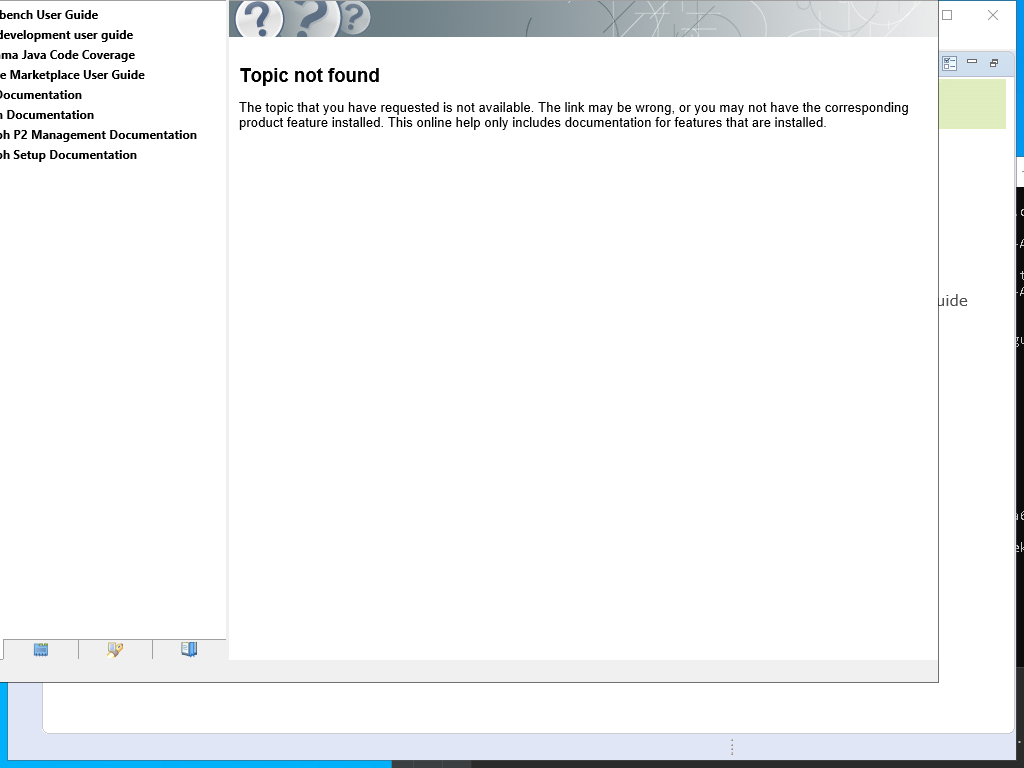 bench User Guide
development user guide
ma Java Code Coverage
e Marketplace User Guide
Documentation
n Documentation
ph P2 Management Documentation
ph Setup Documentation
Topic not found
The topic that you have requested is not available. The link may be wrong, or you may not have the corresponding
product feature installed. This online help only includes documentation for features that are installed.
uide